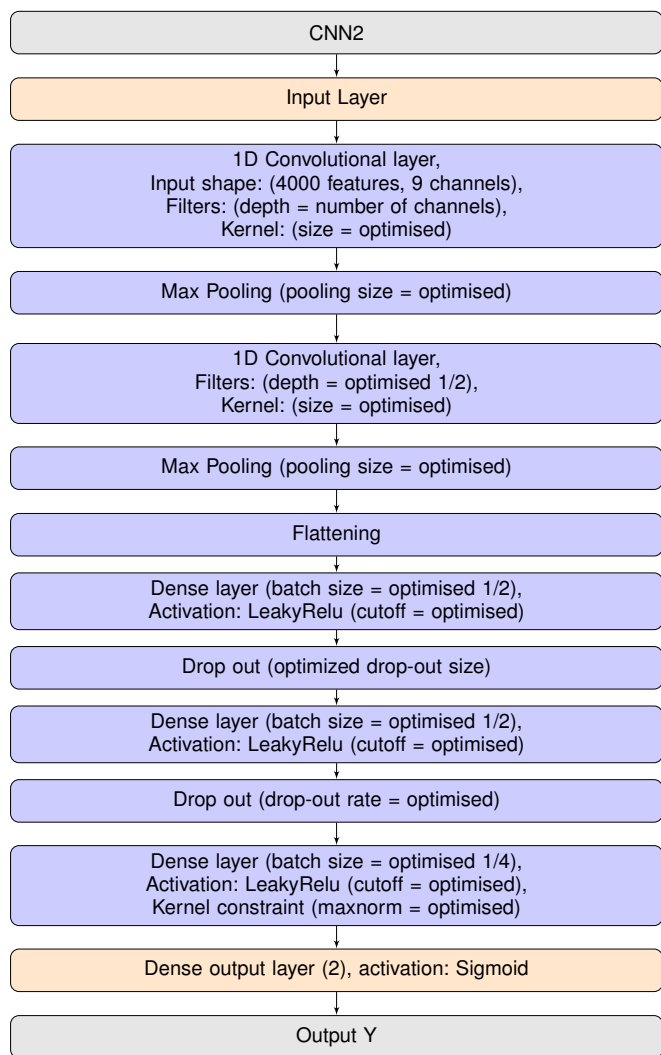 CNN2
Input Layer
1D Convolutional layer,
Input shape: (4000 features, 9 channels),
Filters: (depth = number of channels),
Kernel: (size = optimised)
Max Pooling (pooling size = optimised)
1D Convolutional layer,
Filters: (depth = optimised 1/2),
Kernel: (size = optimised)
Max Pooling (pooling size = optimised)
Flattening
Dense layer (batch size = optimised 1/2),
Activation: LeakyRelu (cutoff = optimised)
Drop out (optimized drop-out size)
Dense layer (batch size = optimised 1/2),
Activation: LeakyRelu (cutoff = optimised)
Drop out (drop-out rate = optimised)
Dense layer (batch size = optimised 1/4),
Activation: LeakyRelu (cutoff = optimised),
Kernel constraint (maxnorm = optimised)
Dense output layer (2), activation: Sigmoid
Output Y